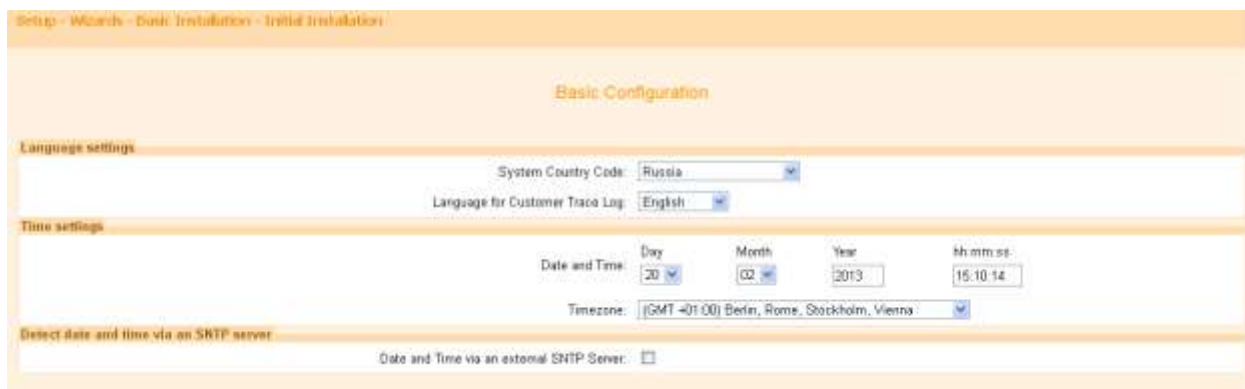 Setup - Wizards - Basic Installation - Initial Installation
Basic Configuration
Language settings
System Country Code: Russia
Language for Customer Trace Log: English
Time settings
Day Month Year hh:mm:ss
Date and Time: 20 02 2013 15:10:14
Timezone: (GMT +01:00) Berlin, Rome, Stockholm, Vienna
Detect date and time via an SNTP server
Date and Time via an external SNTP Server: